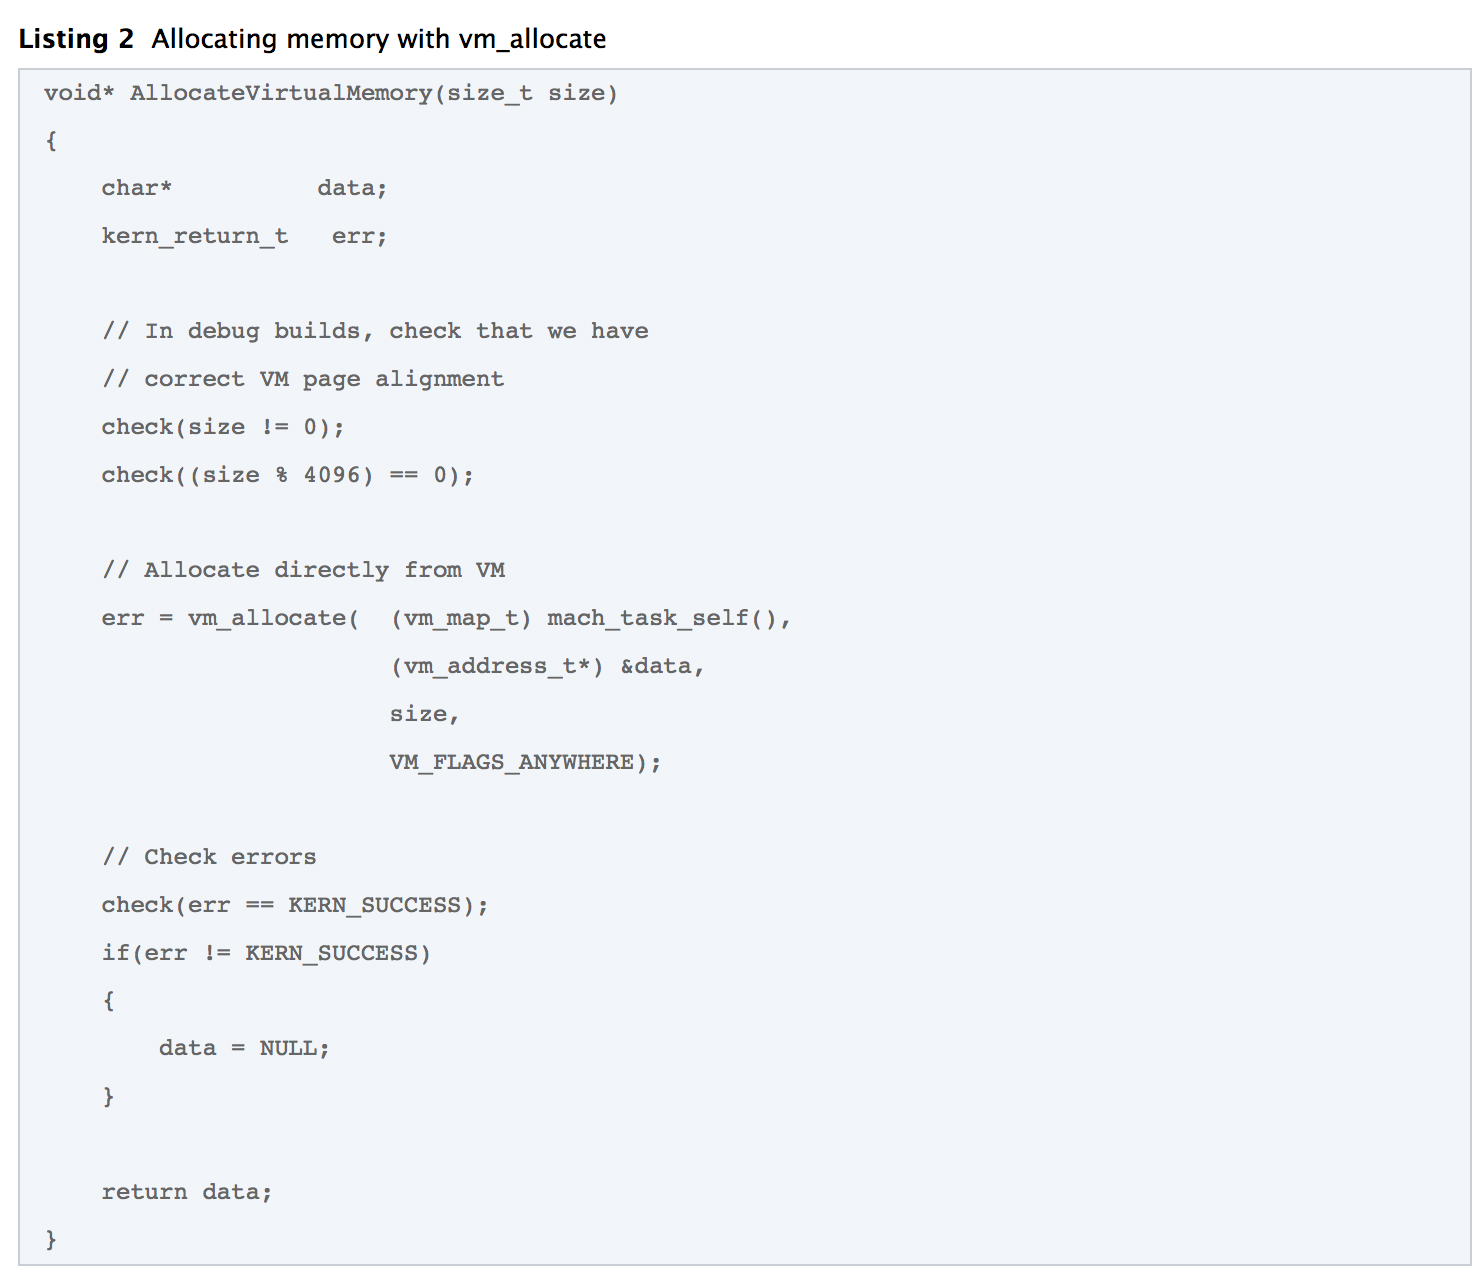 Listing 2 Allocating memory with vm_allocate
void* AllocateVirtualMemory(size_t size)
{
    char*          data;
    kern_return_t   err;
    // In debug builds, check that we have
    // correct VM page alignment
    check(size != 0);
    check((size % 4096) == 0);
    // Allocate directly from VM
    err = vm_allocate(  (vm_map_t) mach_task_self(),
                        (vm_address_t*) &data,
                        size,
                        VM_FLAGS_ANYWHERE);
    // Check errors
    check(err == KERN_SUCCESS);
    if(err != KERN_SUCCESS)
    {
        data = NULL;
    }
    return data;
}